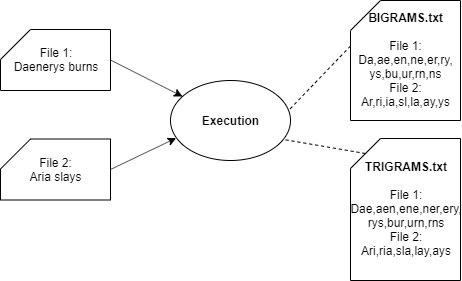 File 1:
Daenerys burns
File 2:
Aria slays
Execution
BIGRAMS.txt
File 1:
Da,ae,en,ne,er,ry,
ys,bu,ur,rn,ns
File 2:
Ar,ri,ia,sl,la,ay,ys
TRIGRAMS.txt
File 1:
Dae,aen,ene,ner,ery,
rys,bur,urn,rns
File 2:
Ari,ria,sla,lay,ays